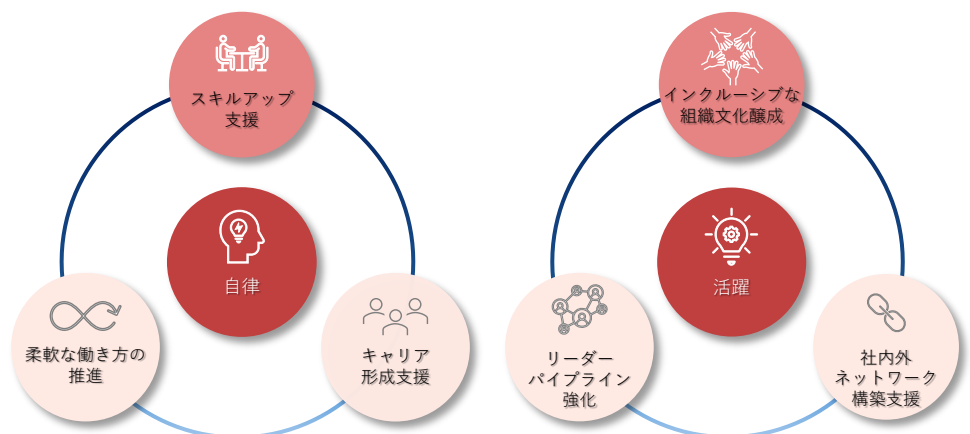 スキルアップ
支援
自律
柔軟な働き方の
推進
キャリア
形成支援
インクルーシブな
組織文化醸成
活躍
リーダー
パイプライン
強化
社内外
ネットワーク
構築支援